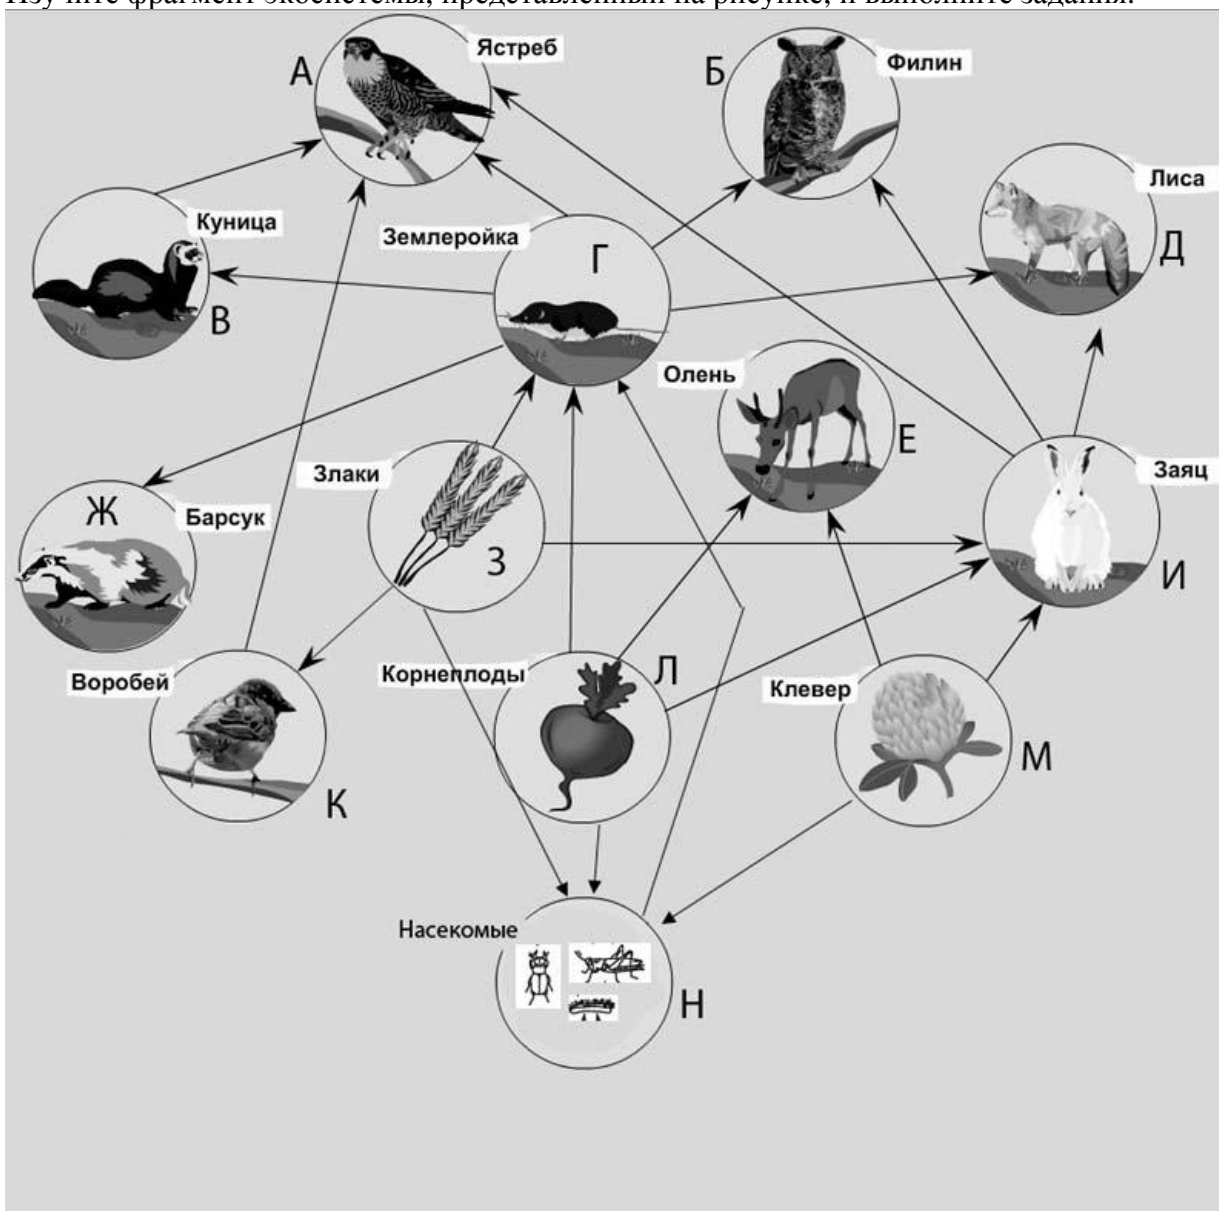 Изучите фрагмент экосистемы, представленный на рисунке, и выполните задания.
Ястреб
А
Филин
Б
Лиса
Д
Куница
В
Землеройка
Г
Олень
Е
Злаки
З
Заяц
И
Ж
Барсук
Воробей
К
Корнеплоды
Л
Клевер
М
Насекомые
Н